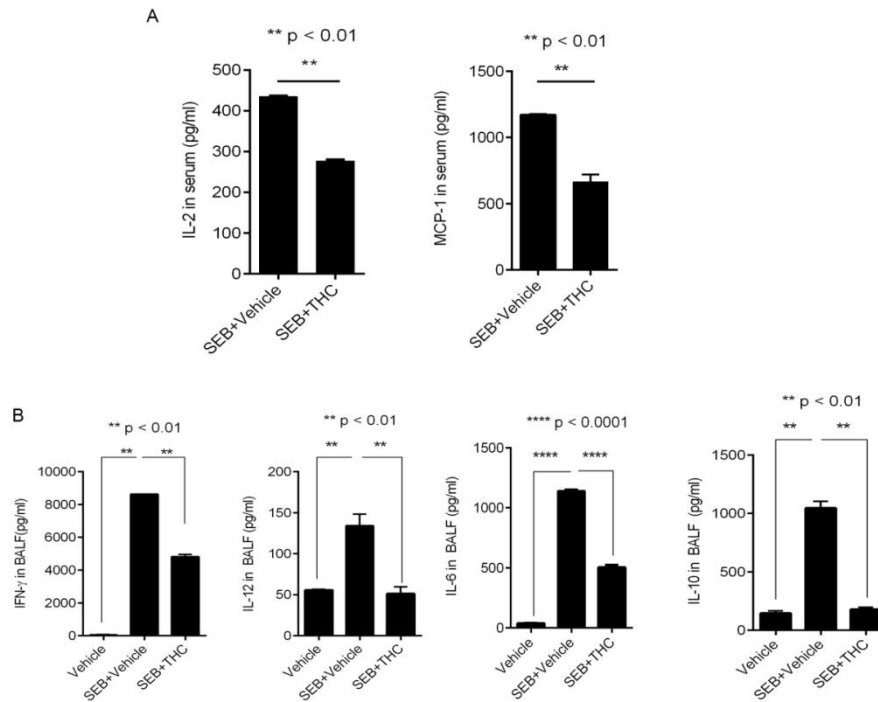 A
** p < 0.01
**
IL-2 in serum (pg/ml)
500
400
300
200
100
0
SEB+Vehicle
SEB+THC
** p < 0.01
**
MCP-1 in serum (pg/ml)
1500
1000
500
0
SEB+Vehicle
SEB+THC
B
** p < 0.01
** **
IFN-γ in BALF(pg/ml)
10000
8000
6000
4000
2000
0
Vehicle
SEB+Vehicle
SEB+THC
** p < 0.01
** **
IL-12 in BALF (pg/ml)
200
150
100
50
0
Vehicle
SEB+Vehicle
SEB+THC
**** p < 0.0001
**** ****
IL-6 in BALF (pg/ml)
1500
1000
500
0
Vehicle
SEB+Vehicle
SEB+THC
** p < 0.01
** **
IL-10 in BALF (pg/ml)
1500
1000
500
0
Vehicle
SEB+Vehicle
SEB+THC